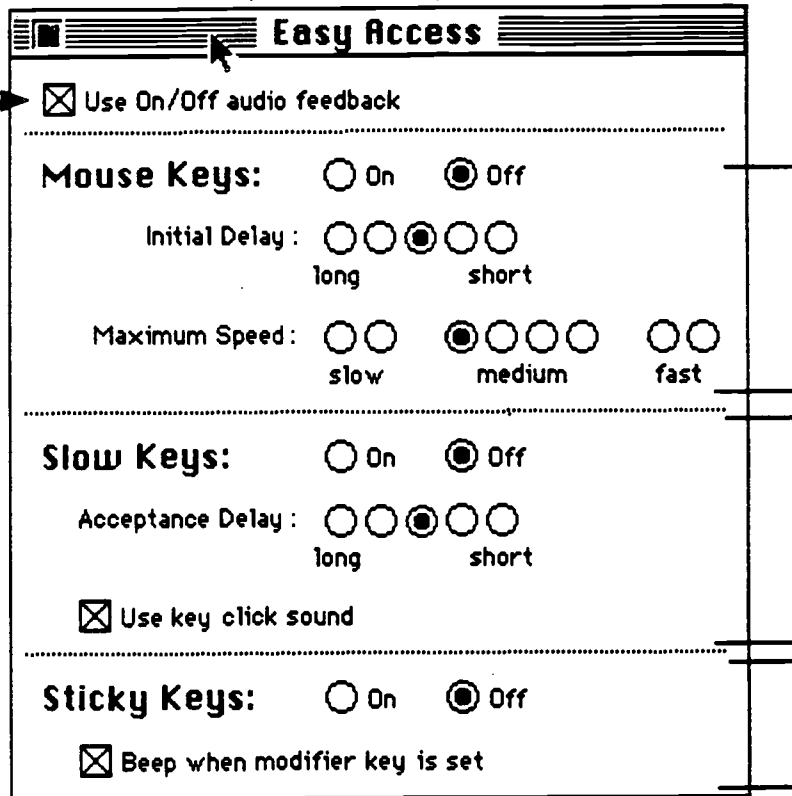 Easy Access
Use On/Off audio feedback
Mouse Keys: On Off
Initial Delay :
long short
Maximum Speed :
slow medium fast
Slow Keys: On Off
Acceptance Delay :
long short
Use key click sound
Sticky Keys: On Off
Beep when modifier key is set